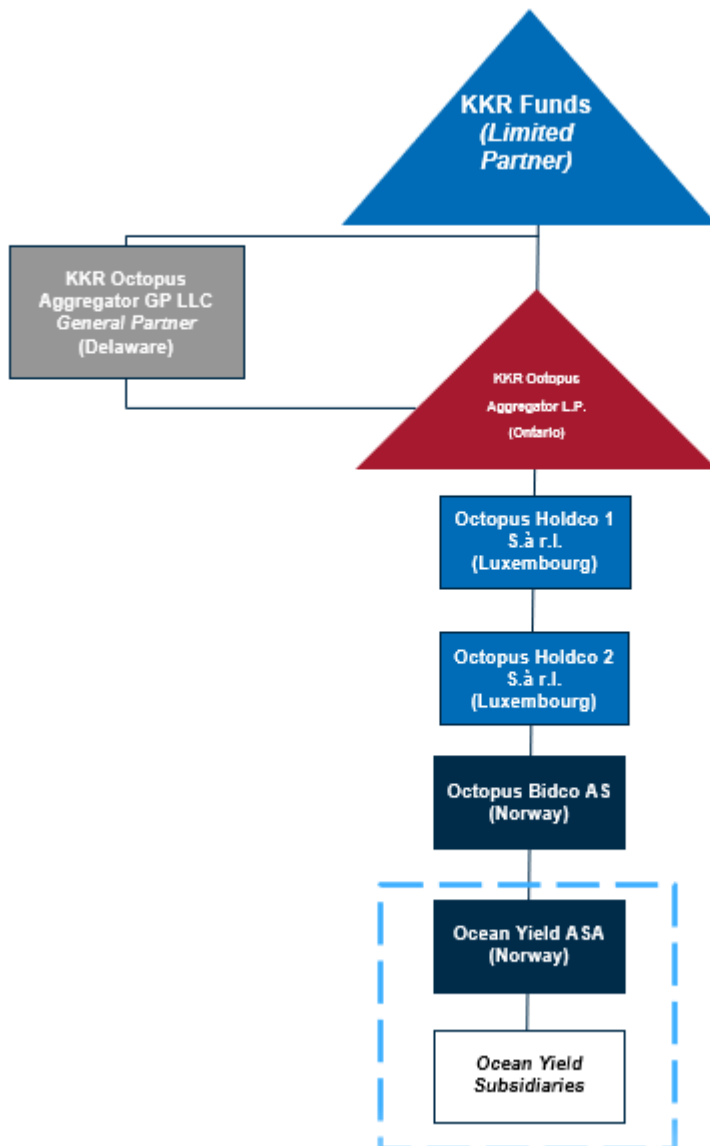 KKR Funds
(Limited
Partner)
KKR Octopus
Aggregator GP LLC
General Partner
(Delaware)
KKR Octopus
Aggregator L.P.
(Ontario)
Octopus Holdco 1
S.à r.l.
(Luxembourg)
Octopus Holdco 2
S.à r.l.
(Luxembourg)
Octopus Bidco AS
(Norway)
Ocean Yield ASA
(Norway)
Ocean Yield
Subsidiaries